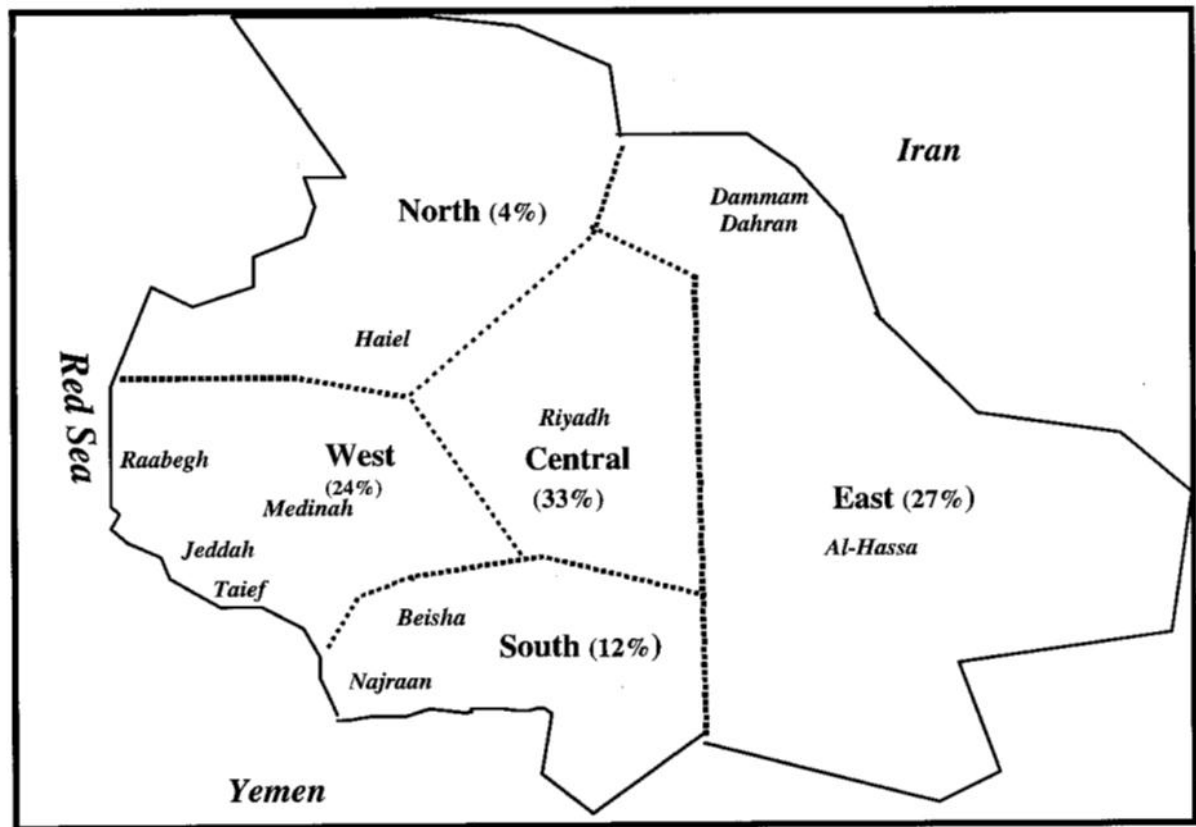 Iran
Dammam
Dahran
North (4%)
Haiel
Red Sea
Riyadh
Raabegh
West
(24%)
Medinah
Central
(33%)
East (27%)
Al-Hassa
Jeddah
Taief
Beisha
South (12%)
Najraan
Yemen